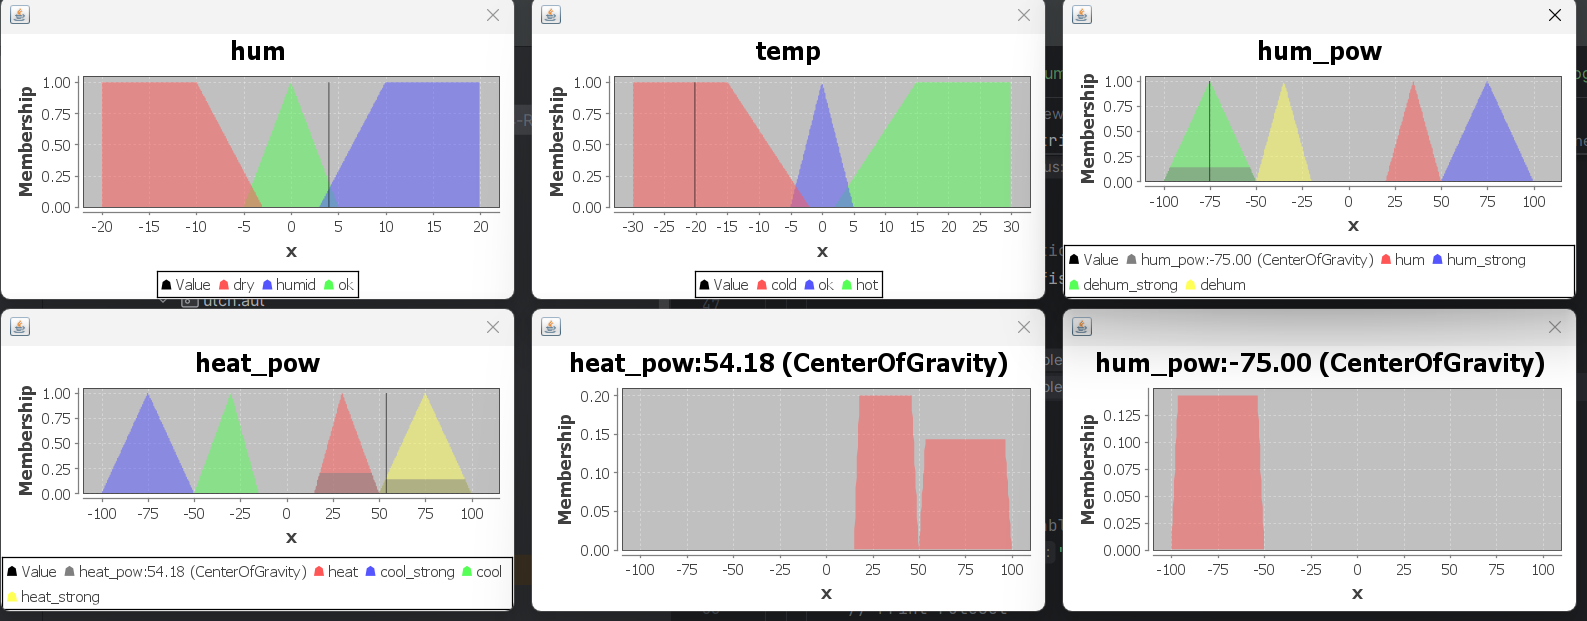 hum
Membership
1.00
0.75
0.50
0.25
0.00
-20 -15 -10 -5 0 5 10 15 20
x
Value dry humid ok
temp
Membership
1.00
0.75
0.50
0.25
0.00
-30 -25 -20 -15 -10 -5 0 5 10 15 20 25 30
x
Value cold ok hot
hum_pow
Membership
1.00
0.75
0.50
0.25
0.00
-100 -75 -50 -25 0 25 50 75 100
x
Value hum_pow:-75.00 (CenterOfGravity) hum hum_strong
dehum_strong dehum
utch.aut
47
heat_pow
Membership
1.00
0.75
0.50
0.25
0.00
-100 -75 -50 -25 0 25 50 75 100
x
Value heat_pow:54.18 (CenterOfGravity) heat cool_strong cool
heat_strong
heat_pow:54.18 (CenterOfGravity)
Membership
0.20
0.15
0.10
0.05
0.00
-100 -75 -50 -25 0 25 50 75 100
x
hum_pow:-75.00 (CenterOfGravity)
Membership
0.125
0.100
0.075
0.050
0.025
0.000
-100 -75 -50 -25 0 25 50 75 100
x